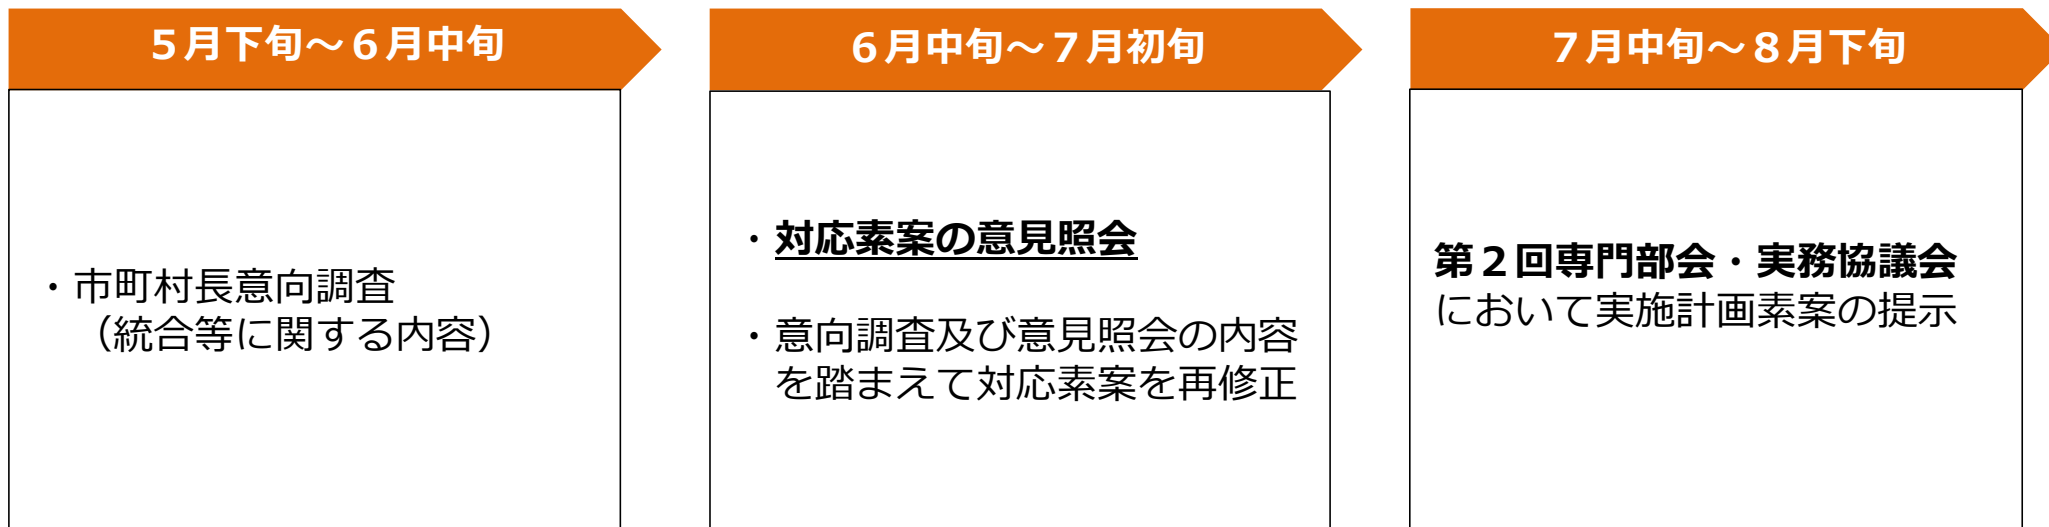 ５月下旬～６月中旬
・市町村長意向調査
（統合等に関する内容）
６月中旬～７月初旬
・対応素案の意見照会
・意向調査及び意見照会の内容
を踏まえて対応素案を再修正
７月中旬～８月下旬
第２回専門部会・実務協議会
において実施計画素案の提示